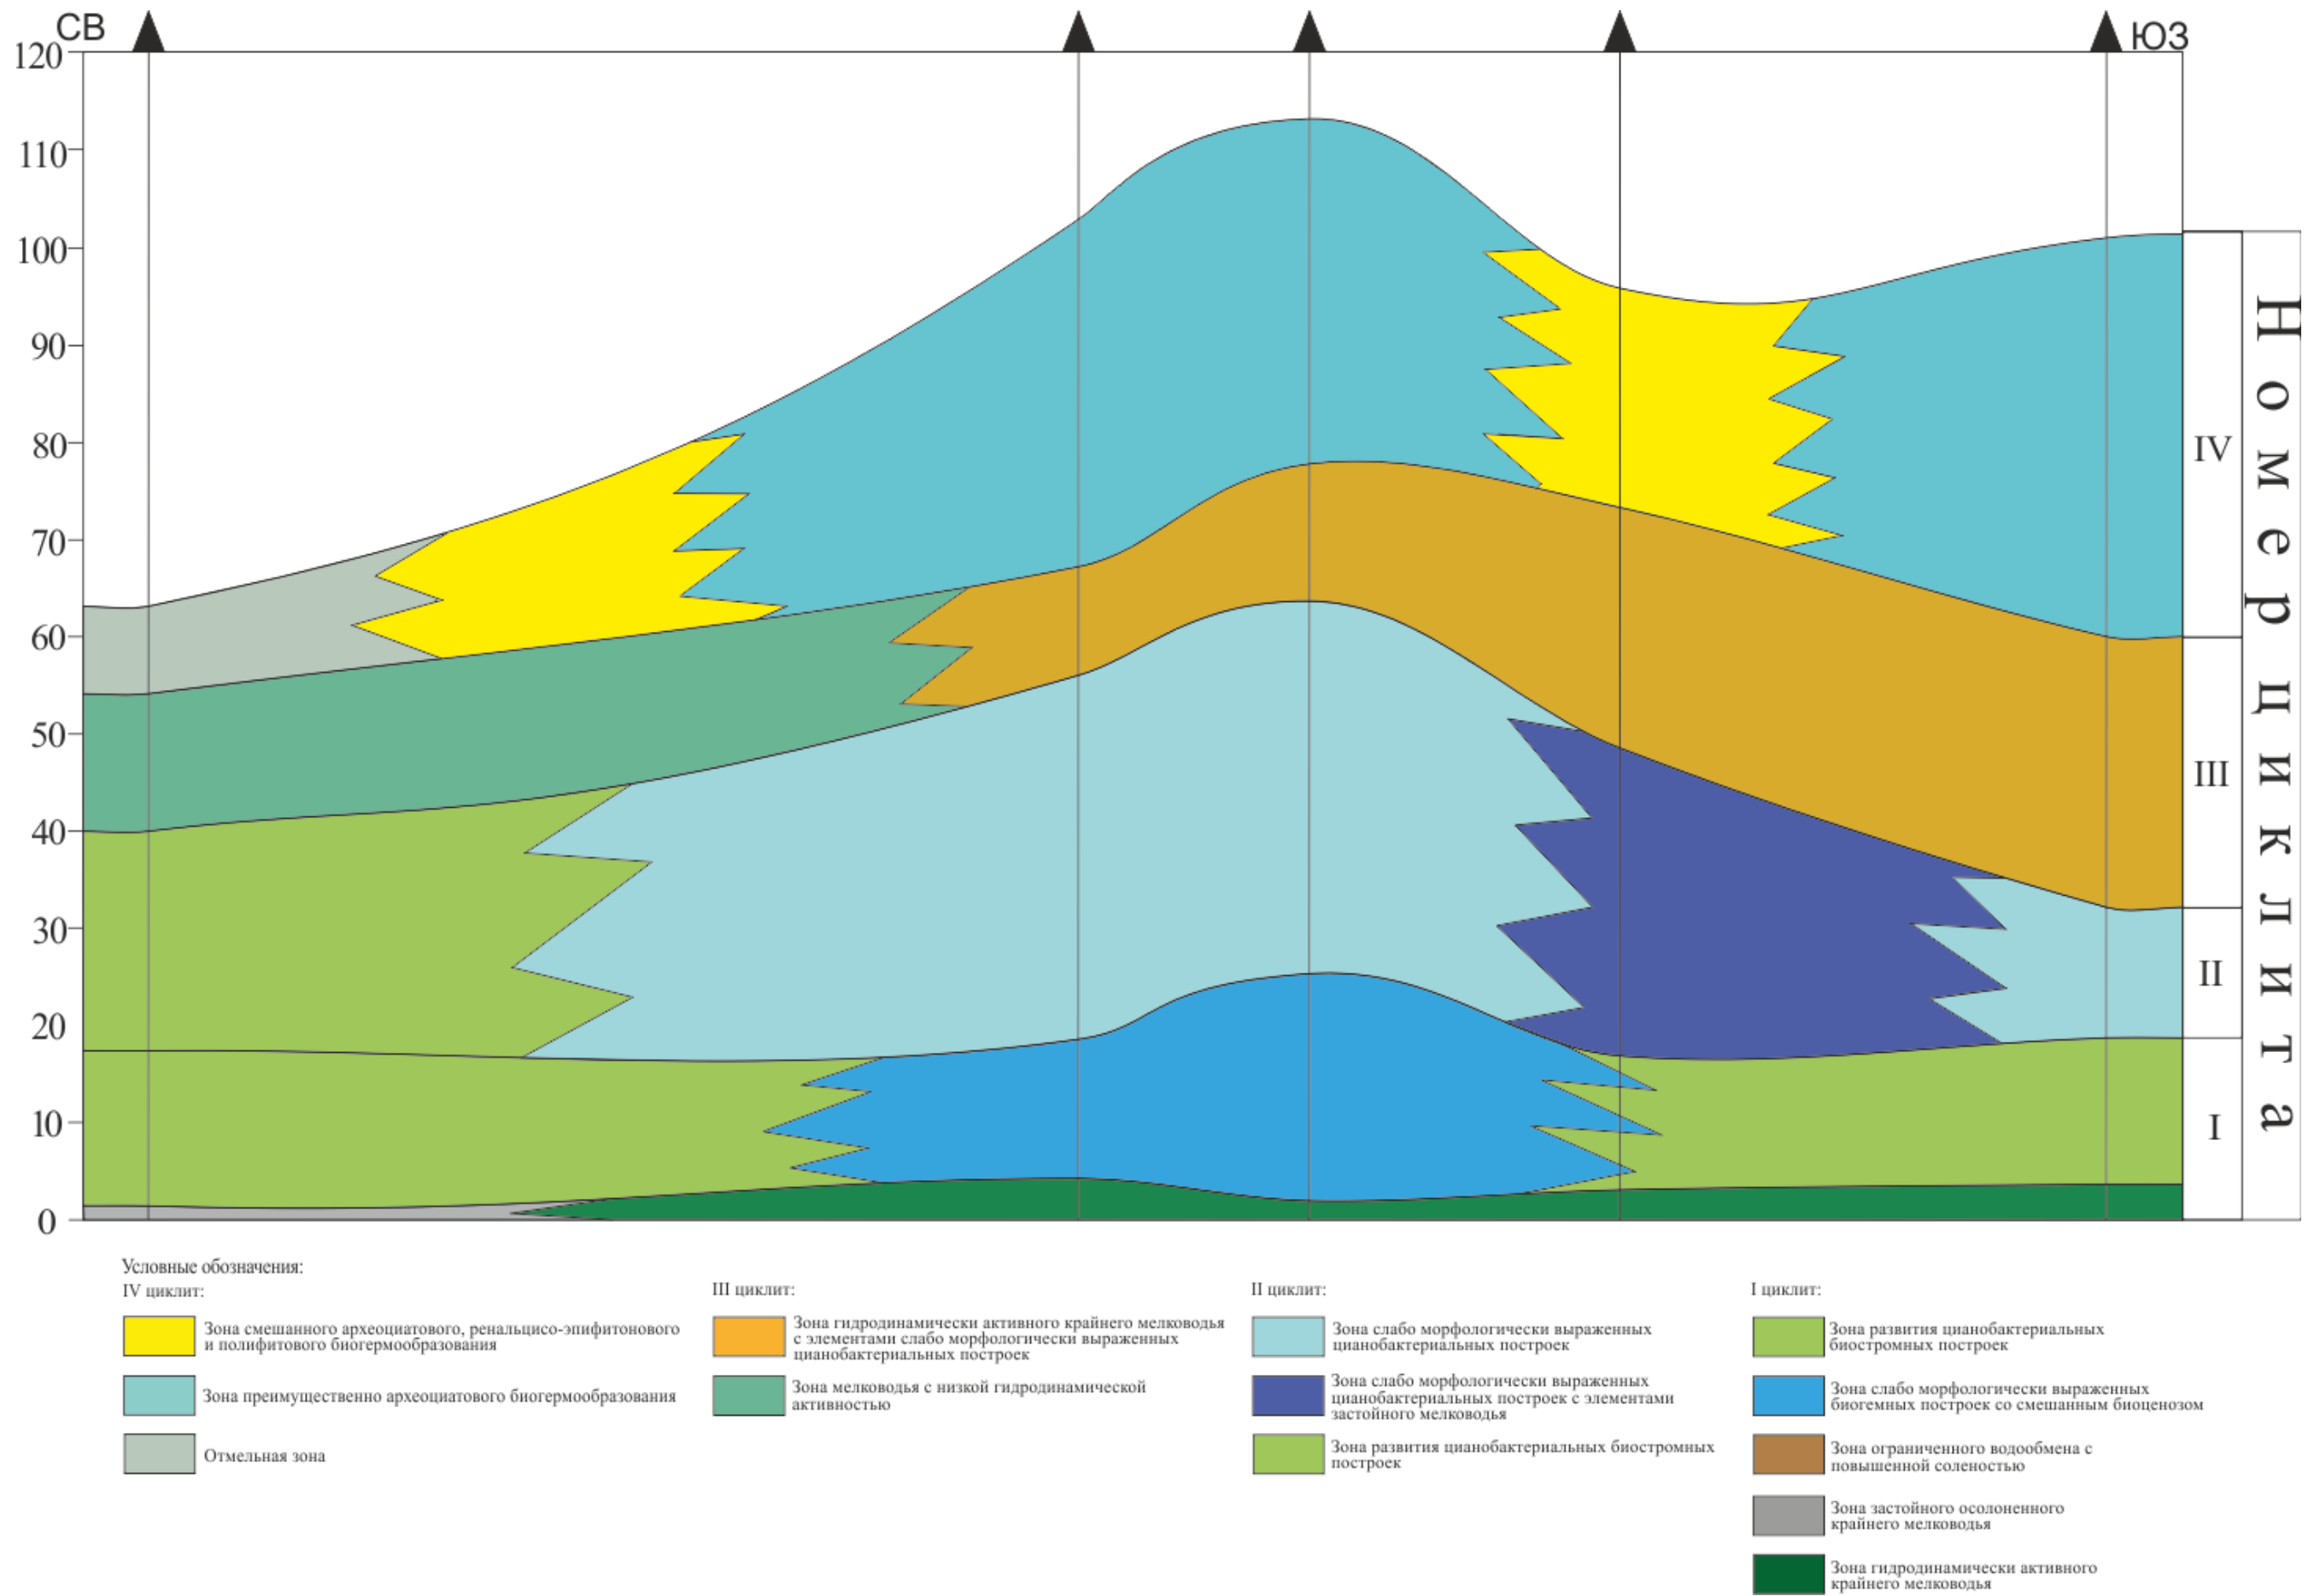 СВ
ЮЗ
120
110
100
90
80
70
60
50
40
30
20
10
0
IV
III
II
I
Номер циклита
Условные обозначения:
IV циклит:
Зона смешанного археоциатового, ренальцисо-эпифитонового
и полифитового биогермообразования
Зона преимущественно археоциатового биогермообразования
Отмельная зона
III циклит:
Зона гидродинамически активного крайнего мелководья
с элементами слабо морфологически выраженных
цианобактериальных построек
Зона мелководья с низкой гидродинамической
активностью
II циклит:
Зона слабо морфологически выраженных
цианобактериальных построек
Зона слабо морфологически выраженных
цианобактериальных построек с элементами
застойного мелководья
Зона развития цианобактериальных биостромных
построек
I циклит:
Зона развития цианобактериальных
биостромных построек
Зона слабо морфологически выраженных
биогемных построек со смешанным биоценозом
Зона ограниченного водообмена с
повышенной соленостью
Зона застойного осолоненного
крайнего мелководья
Зона гидродинамически активного
крайнего мелководья